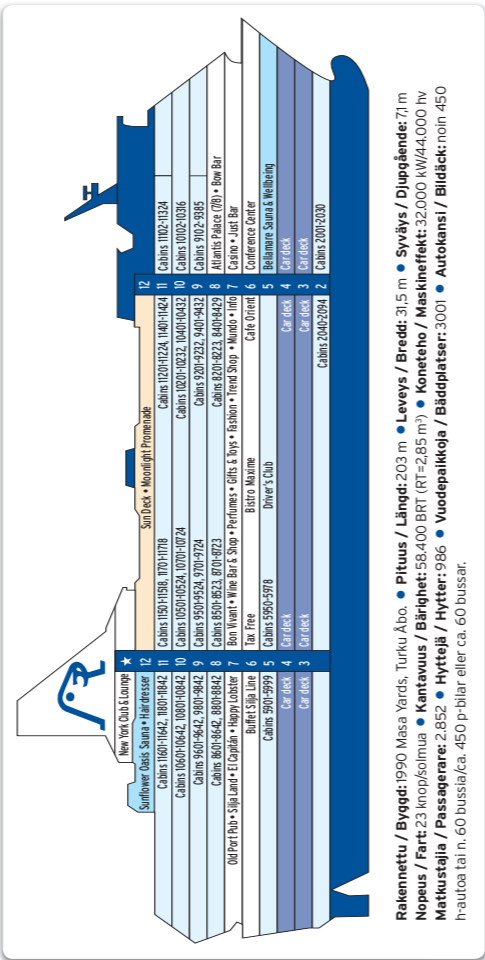 New York Club & Lounge ★
Sunflower Oasis Sauna • Hairdresser 12 Sun Deck • Moonlight Promenade 12
Cabins 11601-11642, 11801-11842 11 Cabins 11501-11518, 11701-11718 Cabins 11201-11224, 11401-11424 11 Cabins 11102-11324
Cabins 10601-10642, 10801-10842 10 Cabins 10501-10524, 10701-10724 Cabins 10201-10232, 10401-10432 10 Cabins 10102-10316
Cabins 9601-9642, 9801-9842 9 Cabins 9501-9524, 9701-9724 Cabins 9201-9232, 9401-9432 9 Cabins 9102-9385
Cabins 8601-8642, 8801-8842 8 Cabins 8501-8523, 8701-8723 Cabins 8201-8223, 8401-8429 8 Atlantis Palace (7/8) • Bow Bar
Old Port Pub • Silja Land • El Capitán • Happy Lobster 7 Bon Vivant • Wine Bar & Shop • Perfumes • Gifts & Toys • Fashion • Trend Shop • Mundo • Info 7 Casino • Just Bar
Buffet Silja Line 6 Tax Free Bistro Maxime Cafe Orient 6 Conference Center
Cabins 5901-5999 5 Cabins 5950-5978 Driver's Club 5 Bellamare Sauna & Wellbeing
Car deck 4 Car deck Car deck 4 Car deck
Car deck 3 Car deck Car deck 3 Car deck
Cabins 2040-2094 2 Cabins 2001-2030
Rakennettu / Byggd: 1990 Masa Yards, Turku Åbo. • Pituus / Längd: 203 m • Leveys / Bredd: 31,5 m • Syväys / Djupgående: 7,1 m
Nopeus / Fart: 23 knop/solmua • Kantavuus / Bärighet: 58.400 BRT (RT=2,85 m³) • Koneteho / Maskineffekt: 32.000 kW/44.000 hv
Matkustajia / Passagerare: 2.852 • Hyttejä / Hytter: 986 • Vuodepaikkoja / Bäddplatser: 3001 • Autokansi / Bildäck: noin 450
h-autoa tai n. 60 bussia/ca. 450 p-bilar eller ca. 60 bussar.